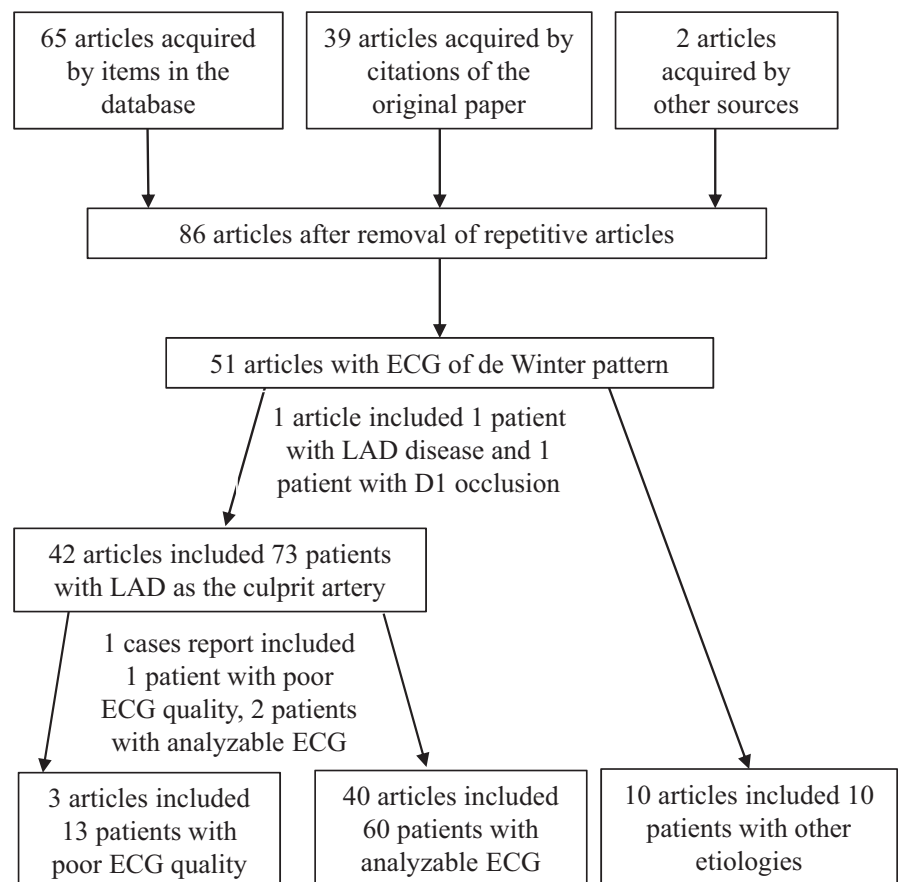 65 articles acquired
by items in the
database
39 articles acquired by
citations of the
original paper
2 articles
acquired by
other sources
86 articles after removal of repetitive articles
51 articles with ECG of de Winter pattern
1 article included 1 patient
with LAD disease and 1
patient with D1 occlusion
42 articles included 73 patients
with LAD as the culprit artery
1 cases report included
1 patient with poor
ECG quality, 2 patients
with analyzable ECG
3 articles included
13 patients with
poor ECG quality
40 articles included
60 patients with
analyzable ECG
10 articles included 10
patients with other
etiologies